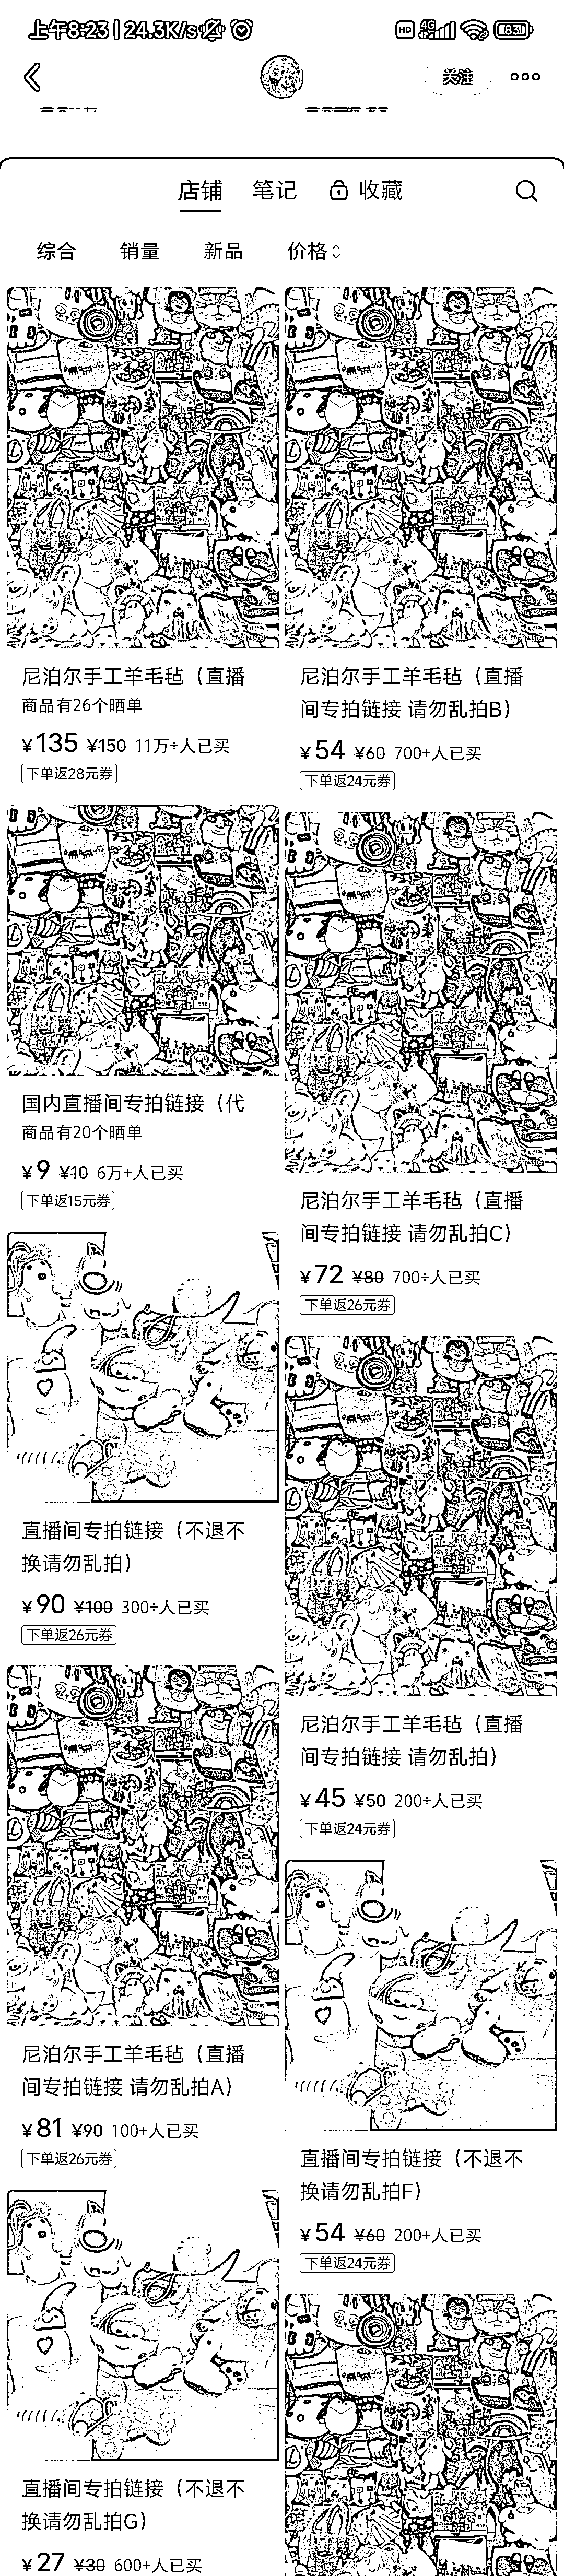 上午8:23 | 24.3K/s
HD 4G 83
关注
店铺 笔记 收藏
综合 销量 新品 价格
尼泊尔手工羊毛毡（直播
商品有26个晒单
¥135 ¥150 11万+人已买
下单返28元券
尼泊尔手工羊毛毡（直播
间专拍链接 请勿乱拍B）
¥54 ¥60 700+人已买
下单返24元券
国内直播间专拍链接（代
商品有20个晒单
¥9 ¥10 6万+人已买
下单返15元券
尼泊尔手工羊毛毡（直播
间专拍链接 请勿乱拍C）
¥72 ¥80 700+人已买
下单返26元券
直播间专拍链接（不退不
换请勿乱拍）
¥90 ¥100 300+人已买
下单返26元券
尼泊尔手工羊毛毡（直播
间专拍链接 请勿乱拍）
¥45 ¥50 200+人已买
下单返24元券
尼泊尔手工羊毛毡（直播
间专拍链接 请勿乱拍A）
¥81 ¥90 100+人已买
下单返26元券
直播间专拍链接（不退不
换请勿乱拍F）
¥54 ¥60 200+人已买
下单返24元券
直播间专拍链接（不退不
换请勿乱拍G）
¥27 ¥30 600+人已买